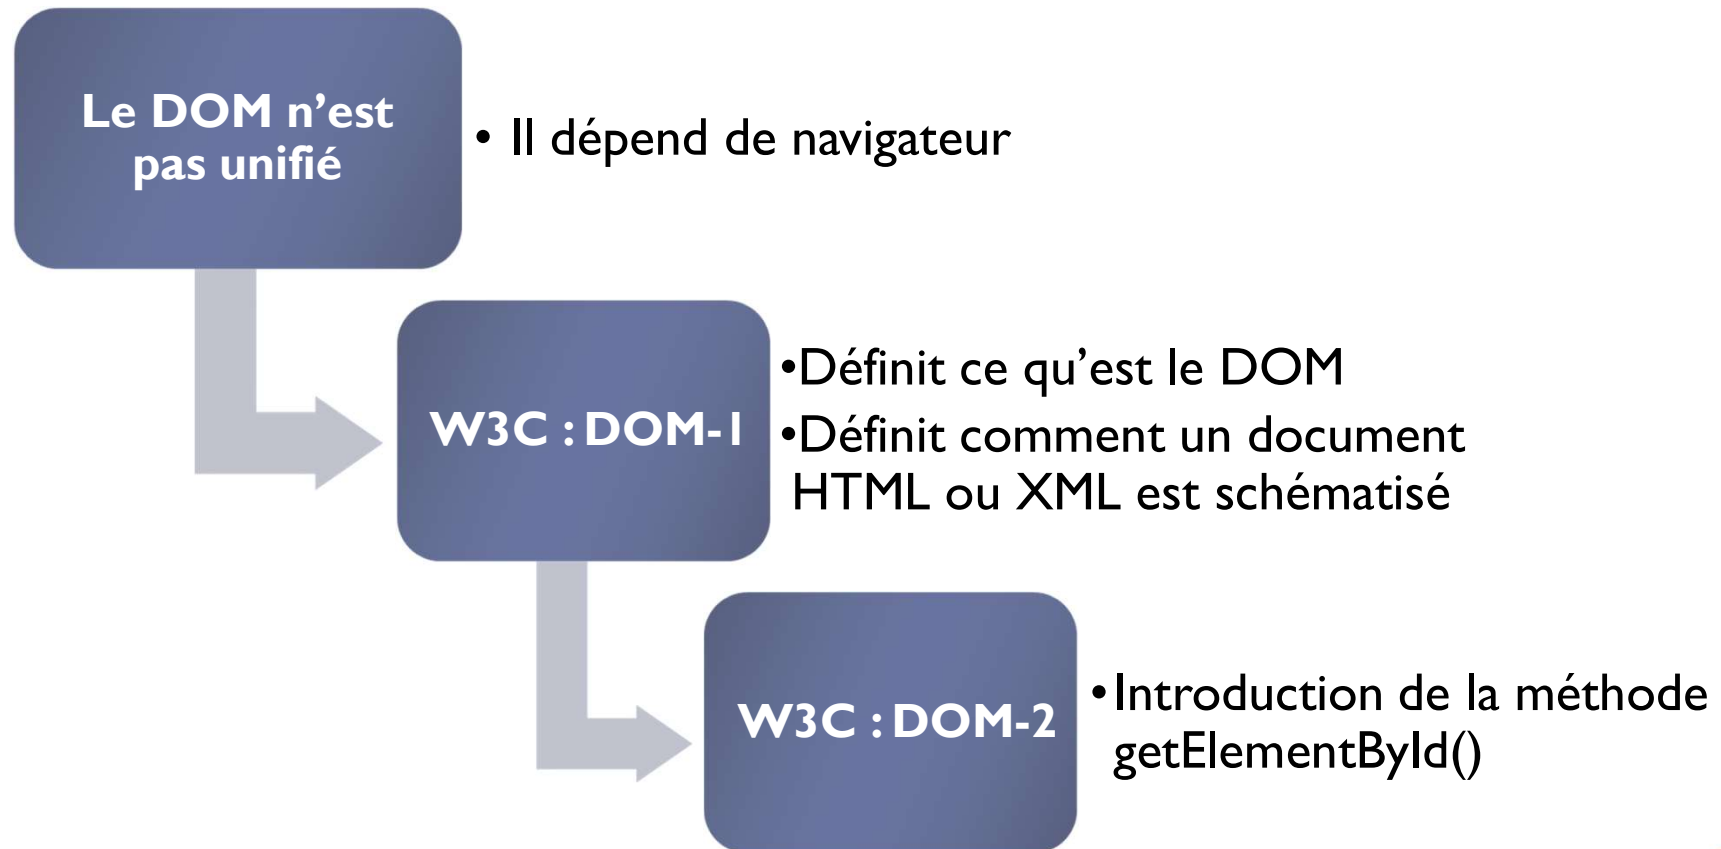 Le DOM n’est
pas unifié
• Il dépend de navigateur
W3C : DOM-1
•Définit ce qu’est le DOM
•Définit comment un document
HTML ou XML est schématisé
W3C : DOM-2
•Introduction de la méthode
getElementById()